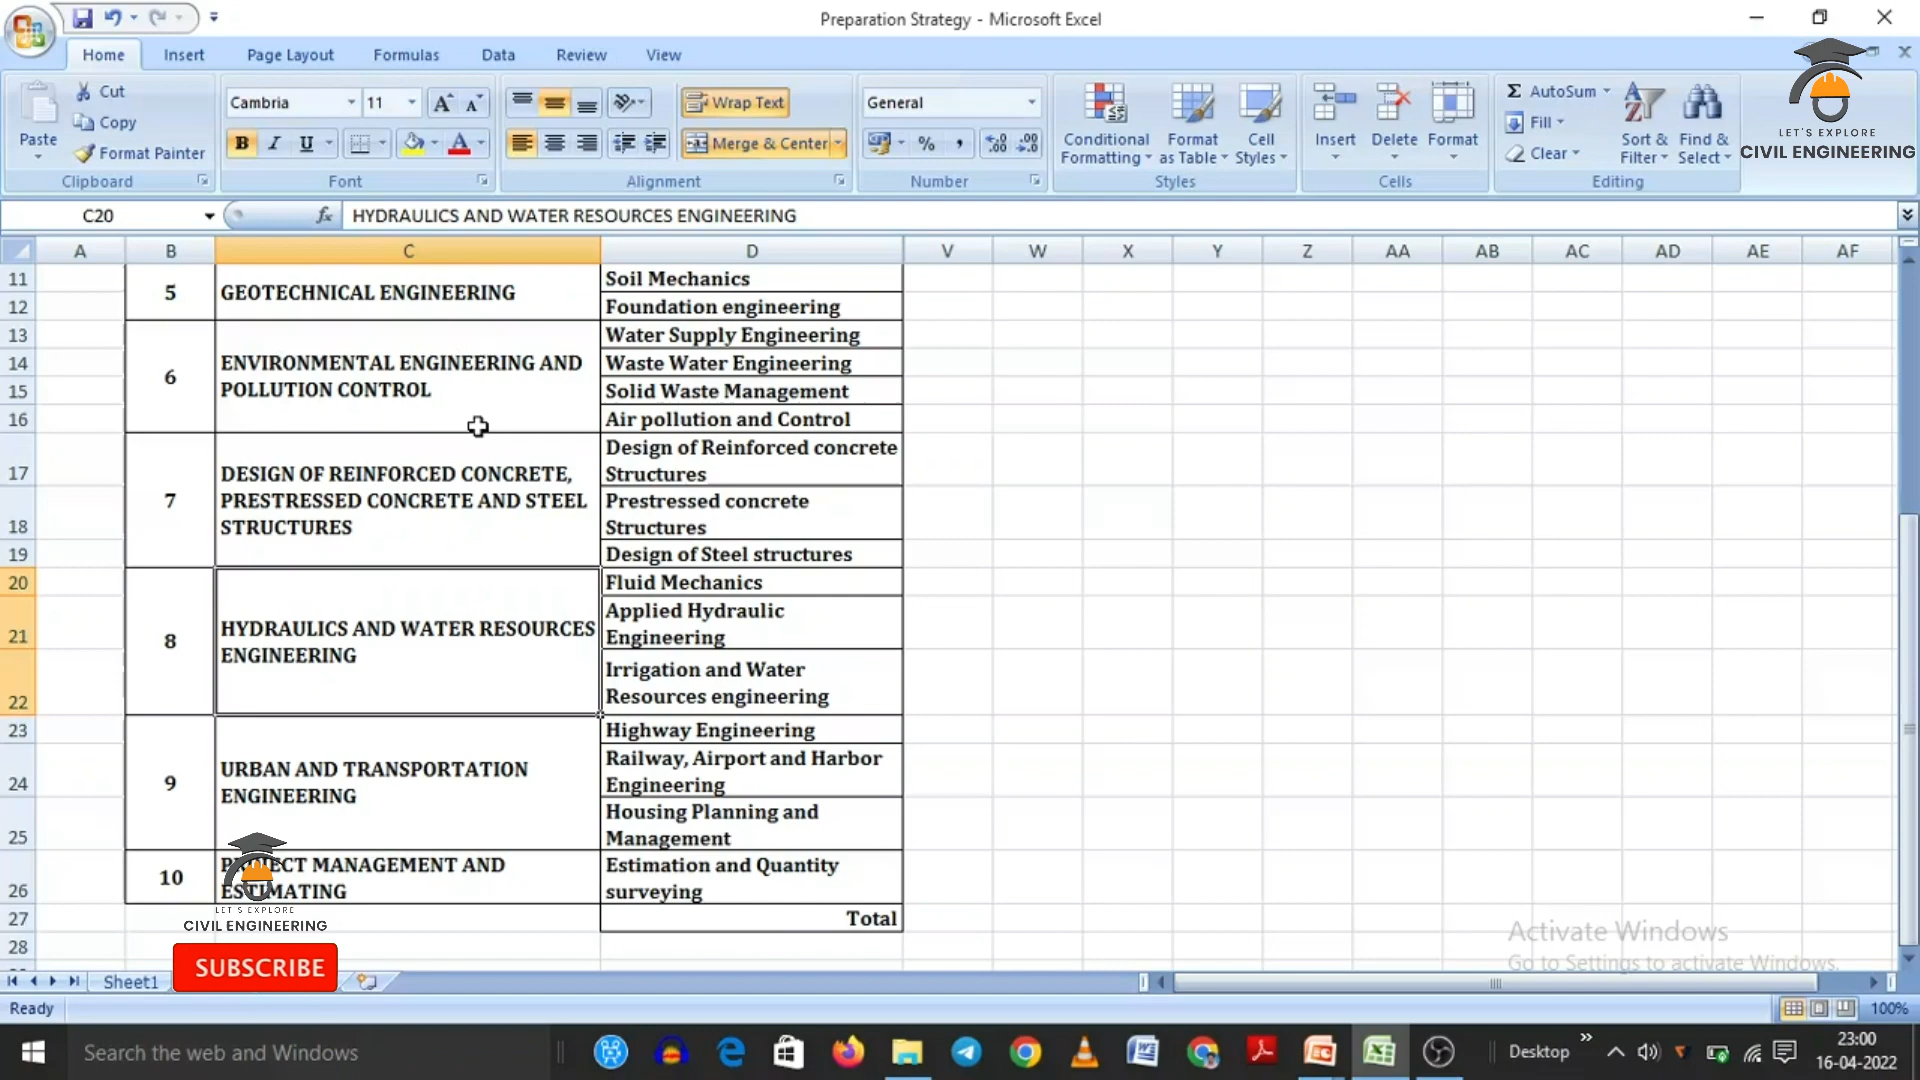 Preparation Strategy - Microsoft Excel
Home Insert Page Layout Formulas Data Review View
Cut
Copy
Format Painter
Paste
Clipboard
Cambria 11
B I U
Font
Wrap Text
Merge & Center
Alignment
General
%
Number
Conditional Formatting
Format as Table
Cell Styles
Styles
Insert
Delete
Format
Cells
Σ AutoSum
Fill
Clear
Sort & Filter
Find & Select
Editing
LET'S EXPLORE
CIVIL ENGINEERING
C20 fx HYDRAULICS AND WATER RESOURCES ENGINEERING
A B C D V W X Y Z AA AB AC AD AE AF
11 5 GEOTECHNICAL ENGINEERING Soil Mechanics
12 Foundation engineering
13 Water Supply Engineering
14 6 ENVIRONMENTAL ENGINEERING AND Waste Water Engineering
15 POLLUTION CONTROL Solid Waste Management
16 Air pollution and Control
17 Design of Reinforced concrete
Structures
7 DESIGN OF REINFORCED CONCRETE,
PRESTRESSED CONCRETE AND STEEL
STRUCTURES
18 Prestressed concrete
Structures
19 Design of Steel structures
20 Fluid Mechanics
21 Applied Hydraulic
Engineering
8 HYDRAULICS AND WATER RESOURCES
ENGINEERING
22 Irrigation and Water
Resources engineering
23 Highway Engineering
24 Railway, Airport and Harbor
Engineering
9 URBAN AND TRANSPORTATION
ENGINEERING
25 Housing Planning and
Management
26 10 PROJECT MANAGEMENT AND
ESTIMATING
Estimation and Quantity
surveying
27 Total
28
LET'S EXPLORE
CIVIL ENGINEERING
SUBSCRIBE
Activate Windows
Go to Settings to activate Windows.
Sheet1
Ready 100%
Search the web and Windows
Desktop
23:00
16-04-2022